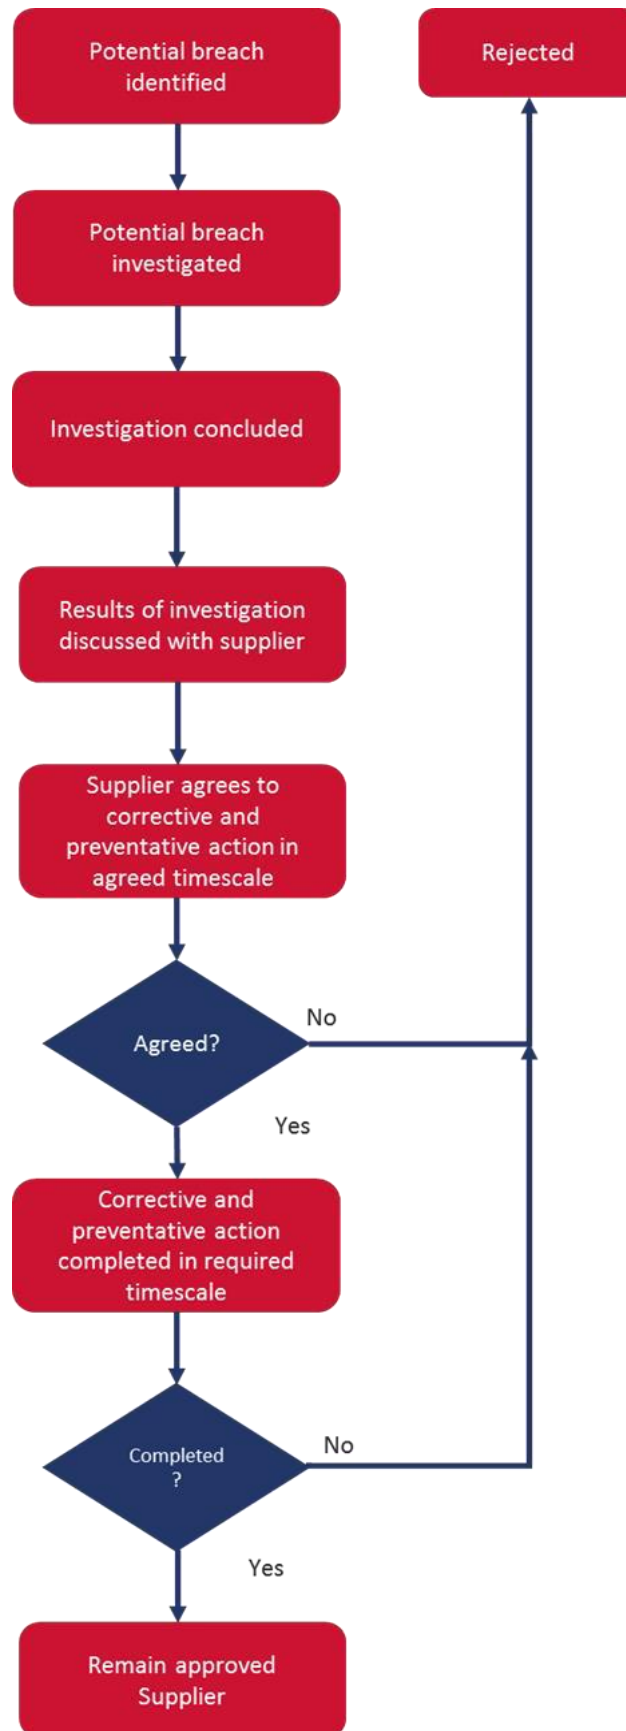 Potential breach
identified
Rejected
Potential breach
investigated
Investigation concluded
Results of investigation
discussed with supplier
Supplier agrees to
corrective and
preventative action in
agreed timescale
Agreed?
No
Yes
Corrective and
preventative action
completed in required
timescale
Completed
?
No
Yes
Remain approved
Supplier